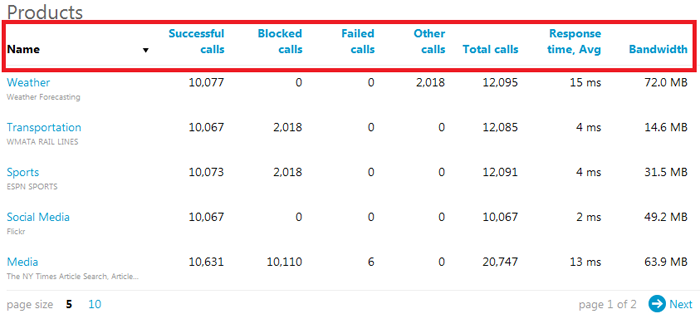 Products
Name Successful calls Blocked calls Failed calls Other calls Total calls Response time, Avg Bandwidth
Weather 10,077 0 0 2,018 12,095 15 ms 72.0 MB
Weather Forecasting
Transportation 10,067 2,018 0 0 12,085 4 ms 14.6 MB
WMATA RAIL LINES
Sports 10,073 2,018 0 0 12,091 4 ms 31.5 MB
ESPN SPORTS
Social Media 10,067 0 0 0 10,067 2 ms 49.2 MB
Flickr
Media 10,631 10,110 6 0 20,747 13 ms 63.9 MB
The NY Times Article Search, Article...
page size 5 10 page 1 of 2 Next